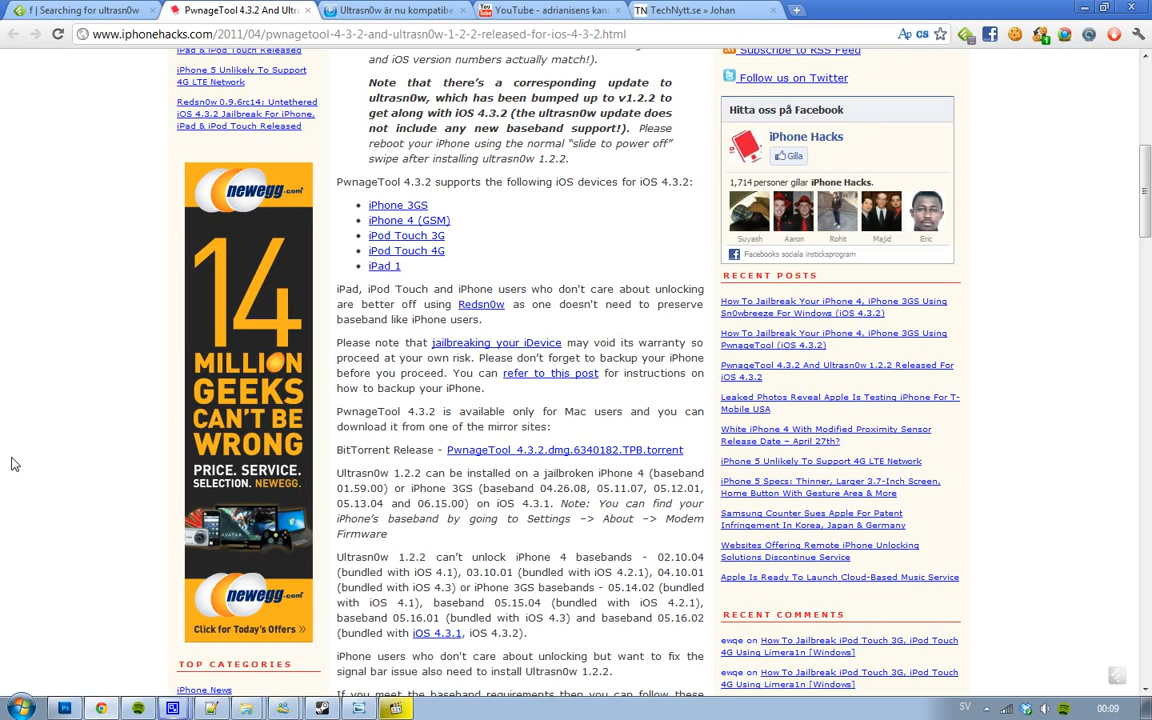 f | Searching for ultrasn0w
PwnageTool 4.3.2 And Ultra
Ultrasn0w är nu kompatibe
YouTube - adrianisens kan
TN TechNytt.se » Johan
www.iphonehacks.com/2011/04/pwnagetool-4-3-2-and-ultrasn0w-1-2-2-released-for-ios-4-3-2.html
iPad & iPod Touch Released
iPhone 5 Unlikely To Support
4G LTE Network
Redsn0w 0.9.6rc14: Untethered
iOS 4.3.2 Jailbreak For iPhone,
iPad & iPod Touch Released
newegg.com
14
MILLION
GEEKS
CAN'T BE
WRONG
PRICE. SERVICE.
SELECTION. NEWEGG.
AVATAR
newegg.com
Click for Today's Offers »
TOP CATEGORIES
iPhone News
and iOS version numbers actually match!).
Note that there's a corresponding update to
ultrasn0w, which has been bumped up to v1.2.2 to
get along with iOS 4.3.2 (the ultrasn0w update does
not include any new baseband support!). Please
reboot your iPhone using the normal "slide to power off"
swipe after installing ultrasn0w 1.2.2.
PwnageTool 4.3.2 supports the following iOS devices for iOS 4.3.2:
• iPhone 3GS
• iPhone 4 (GSM)
• iPod Touch 3G
• iPod Touch 4G
• iPad 1
iPad, iPod Touch and iPhone users who don't care about unlocking
are better off using Redsn0w as one doesn't need to preserve
baseband like iPhone users.
Please note that jailbreaking your iDevice may void its warranty so
proceed at your own risk. Please don't forget to backup your iPhone
before you proceed. You can refer to this post for instructions on
how to backup your iPhone.
PwnageTool 4.3.2 is available only for Mac users and you can
download it from one of the mirror sites:
BitTorrent Release - PwnageTool_4.3.2.dmg.6340182.TPB.torrent
Ultrasn0w 1.2.2 can be installed on a jailbroken iPhone 4 (baseband
01.59.00) or iPhone 3GS (baseband 04.26.08, 05.11.07, 05.12.01,
05.13.04 and 06.15.00) on iOS 4.3.1. Note: You can find your
iPhone's baseband by going to Settings –> About –> Modem
Firmware
Ultrasn0w 1.2.2 can't unlock iPhone 4 basebands - 02.10.04
(bundled with iOS 4.1), 03.10.01 (bundled with iOS 4.2.1), 04.10.01
(bundled with iOS 4.3) or iPhone 3GS basebands - 05.14.02 (bundled
with iOS 4.1), baseband 05.15.04 (bundled with iOS 4.2.1),
baseband 05.16.01 (bundled with iOS 4.3) and baseband 05.16.02
(bundled with iOS 4.3.1, iOS 4.3.2).
iPhone users who don't care about unlocking but want to fix the
signal bar issue also need to install Ultrasn0w 1.2.2.
If you meet the baseband requirements then you can follow these
Subscribe to RSS Feed
Follow us on Twitter
Hitta oss på Facebook
iPhone Hacks
Gilla
1,714 personer gillar iPhone Hacks.
Suyash Aaron Rohit Majid Eric
Facebooks sociala insticksprogram
RECENT POSTS
How To Jailbreak Your iPhone 4, iPhone 3GS Using
Sn0wbreeze For Windows (iOS 4.3.2)
How To Jailbreak Your iPhone 4, iPhone 3GS Using
PwnageTool (iOS 4.3.2)
PwnageTool 4.3.2 And Ultrasn0w 1.2.2 Released For
iOS 4.3.2
Leaked Photos Reveal Apple Is Testing iPhone For T-
Mobile USA
White iPhone 4 With Modified Proximity Sensor
Release Date – April 27th?
iPhone 5 Unlikely To Support 4G LTE Network
iPhone 5 Specs: Thinner, Larger 3.7-Inch Screen,
Home Button With Gesture Area & More
Samsung Counter Sues Apple For Patent
Infringement In Korea, Japan & Germany
Websites Offering Remote iPhone Unlocking
Solutions Discontinue Service
Apple Is Ready To Launch Cloud-Based Music Service
RECENT COMMENTS
ewqe on How To Jailbreak iPod Touch 3G, iPod Touch
4G Using Limera1n [Windows]
ewqe on How To Jailbreak iPod Touch 3G, iPod Touch
4G Using Limera1n [Windows]
SV
00:09